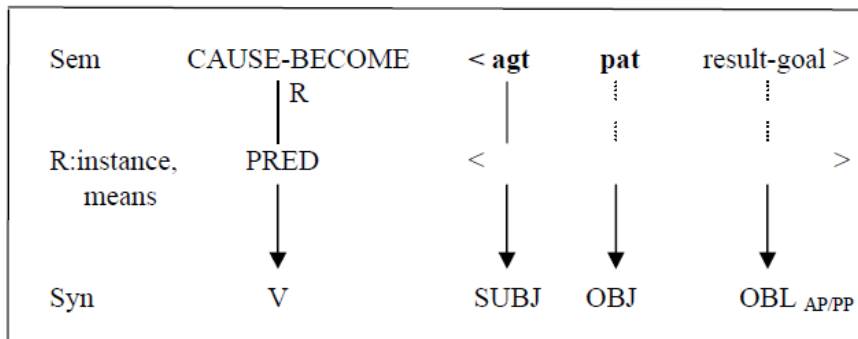 Sem CAUSE-BECOME < agt pat result-goal >
R
R:instance, PRED < >
means
Syn V SUBJ OBJ OBL AP/PP